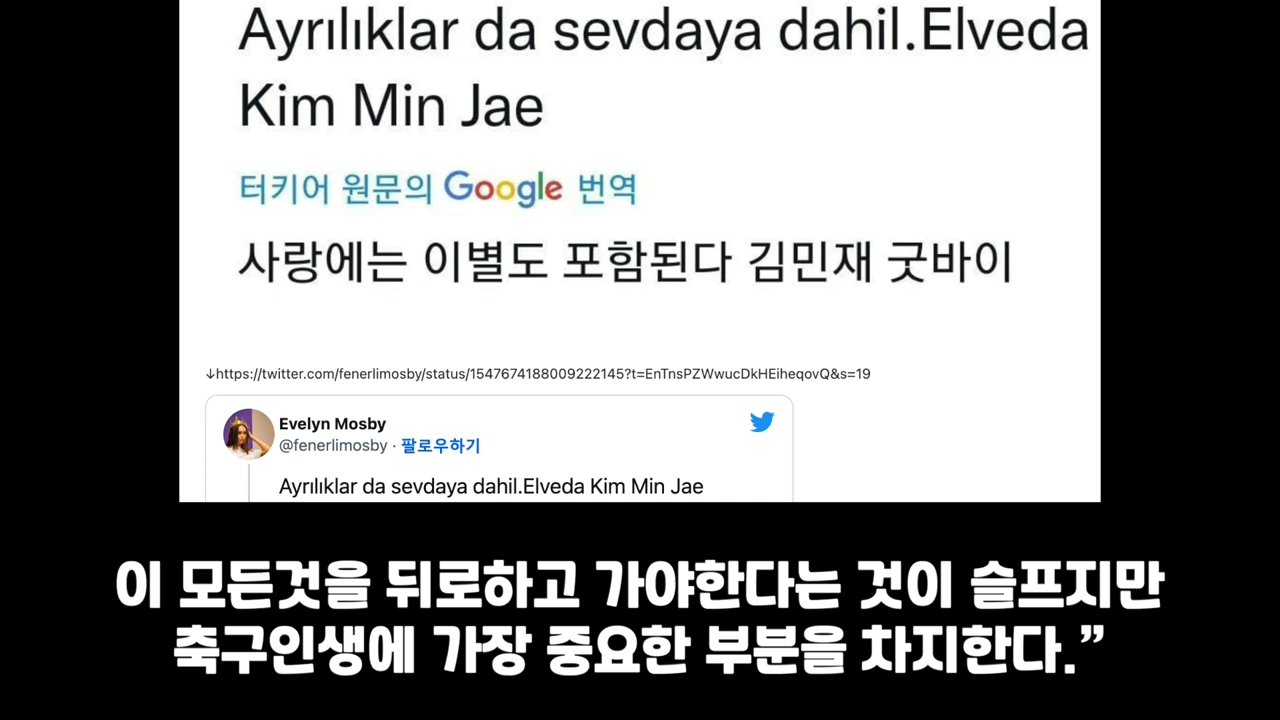 Ayrılıklar da sevdaya dahil.Elveda
Kim Min Jae
터키어 원문의 Google 번역
사랑에는 이별도 포함된다 김민재 굿바이
↓https://twitter.com/fenerlimosby/status/1547674188009222145?t=EnTnsPZWwucDkHEiheqovQ&s=19
Evelyn Mosby
@fenerlimosby · 팔로우하기
Ayrılıklar da sevdaya dahil.Elveda Kim Min Jae
이 모든것을 뒤로하고 가야한다는 것이 슬프지만
축구인생에 가장 중요한 부분을 차지한다.”